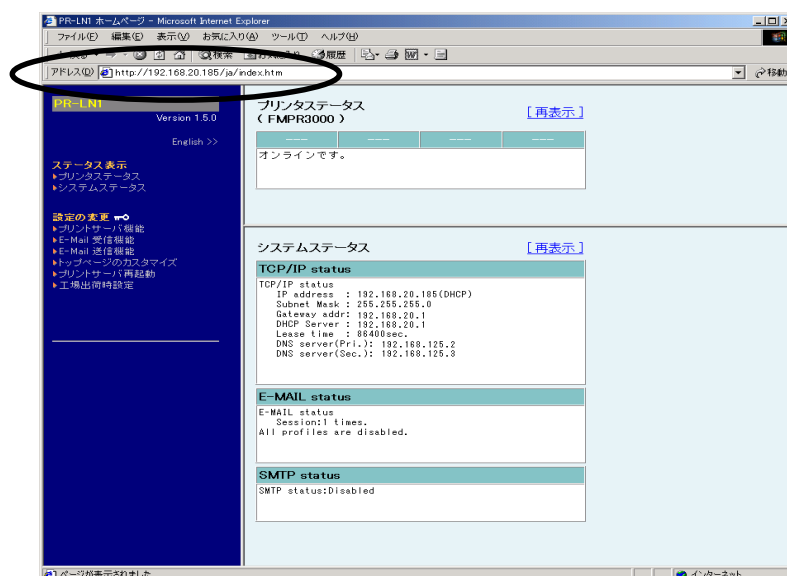 PR-LN1 ホームページ - Microsoft Internet Explorer
ファイル(F) 編集(E) 表示(V) お気に入り(A) ツール(T) ヘルプ(H)
検索 履歴
アドレス(D) http://192.168.20.185/ja/index.htm 移動
PR-LN1
Version 1.5.0
English >>
ステータス表示
プリンタステータス
システムステータス
設定の変更
プリントサーバ機能
E-Mail 受信機能
E-Mail 送信機能
トップページのカスタマイズ
プリントサーバ再起動
工場出荷時設定
プリンタステータス
( FMPR3000 )
[再表示]
--- --- --- ---
オンラインです。
システムステータス
[再表示]
TCP/IP status
TCP/IP status
IP address : 192.168.20.185(DHCP)
Subnet Mask : 255.255.255.0
Gateway addr: 192.168.20.1
DHCP Server : 192.168.20.1
Lease time : 86400sec.
DNS server(Pri.): 192.168.125.2
DNS server(Sec.): 192.168.125.3
E-MAIL status
E-MAIL status
Session:1 times.
All profiles are disabled.
SMTP status
SMTP status:Disabled
ページが表示されました
インターネット